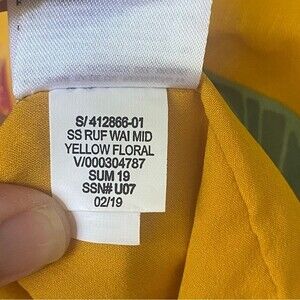 S/ 412866-01
SS RUF WAI MID
YELLOW FLORAL
V/000304787
SUM 19
SSN# U07
02/19